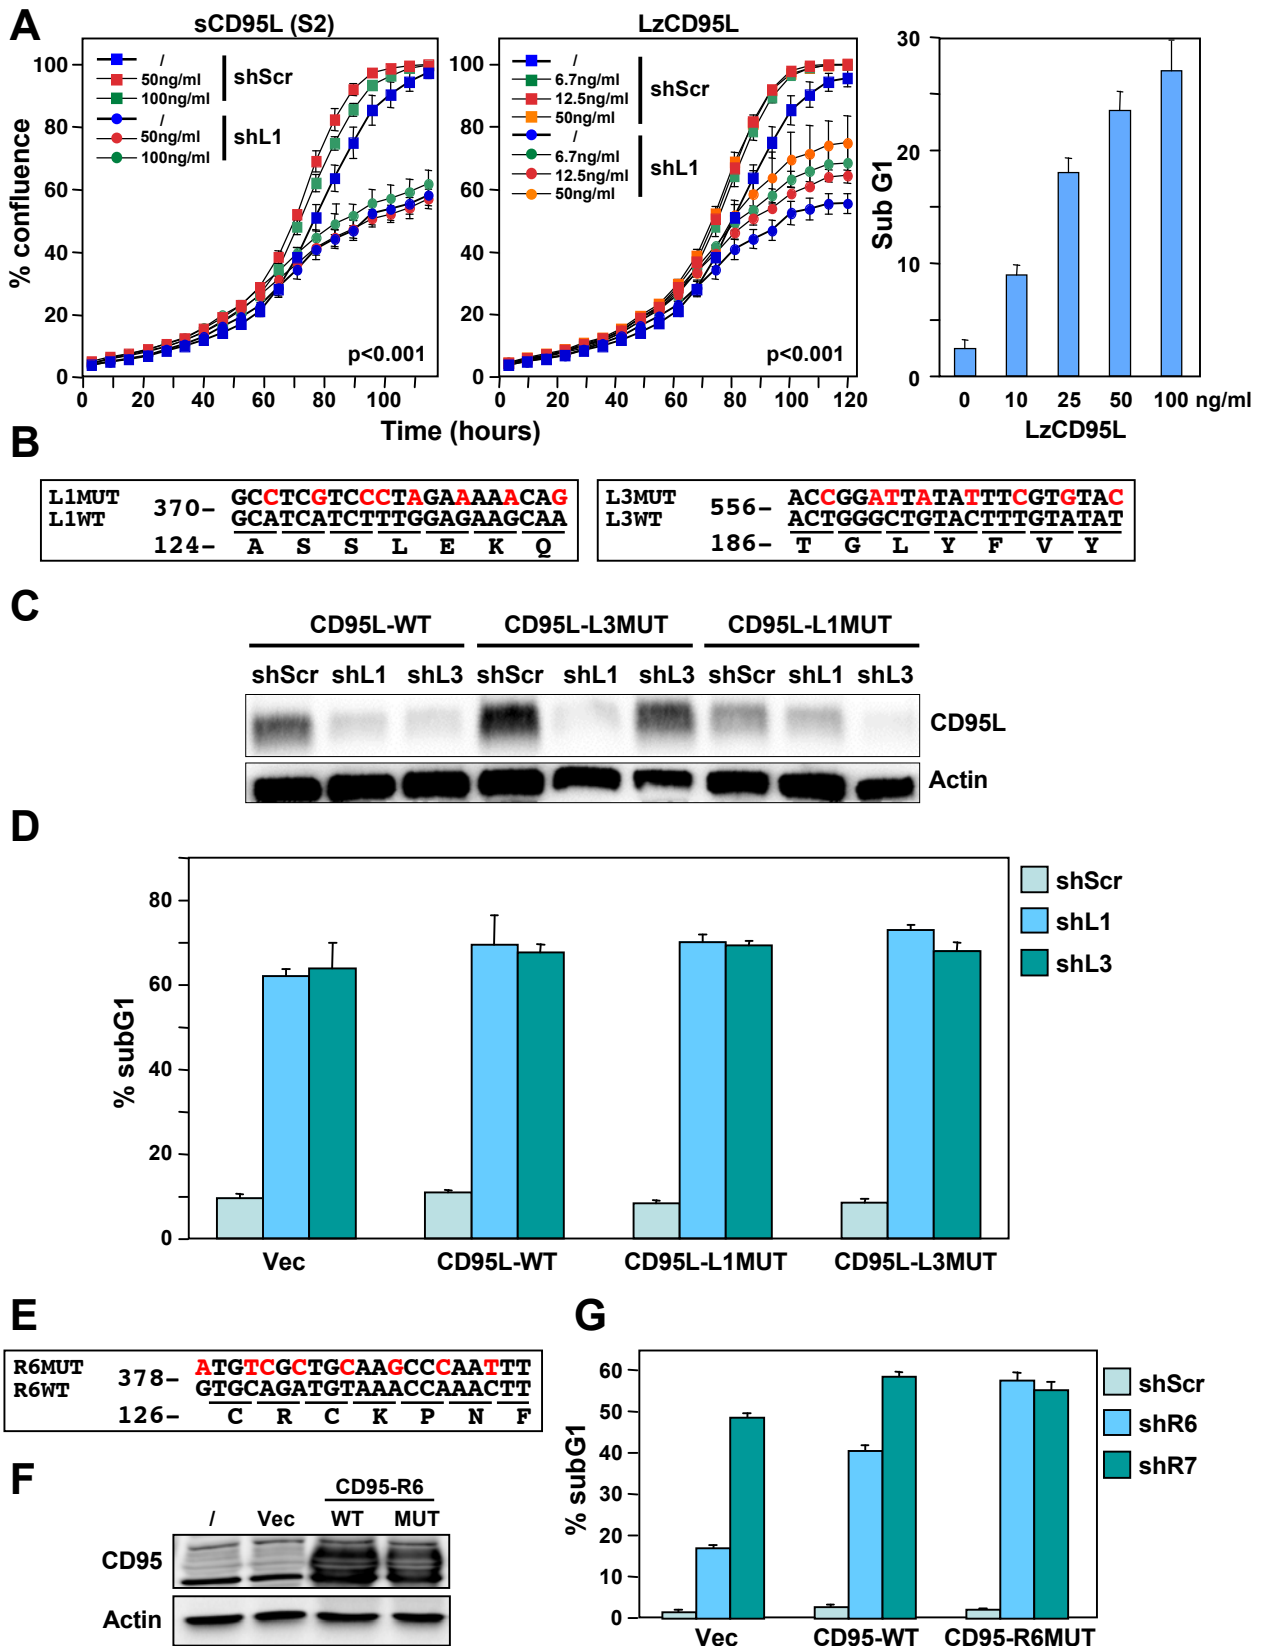 A
sCD95L (S2)
LzCD95L
% confluence
100
80
60
40
20
0
/
50ng/ml
100ng/ml
shScr
/
50ng/ml
100ng/ml
shL1
p<0.001
0 20 40 60 80 100
/
6.7ng/ml
12.5ng/ml
50ng/ml
shScr
/
6.7ng/ml
12.5ng/ml
50ng/ml
shL1
100
80
60
40
20
0
p<0.001
0 20 40 60 80 100 120
Time (hours)
Sub G1
30
20
10
0
0 10 25 50 100 ng/ml
LzCD95L
B
L1MUT GCCTCGTCCCTAGAAAAACAG
370-
L1WT GCATCATCTTTGGAGAAGCAA
124- A S S L E K Q
L3MUT ACCGGATTATATTTCGTGTAC
556-
L3WT ACTGGGCTGTACTTTGTATAT
186- T G L Y F V Y
C
CD95L-WT CD95L-L3MUT CD95L-L1MUT
shScr shL1 shL3 shScr shL1 shL3 shScr shL1 shL3
CD95L
Actin
D
% subG1
80
60
40
20
0
Vec CD95L-WT CD95L-L1MUT CD95L-L3MUT
shScr
shL1
shL3
E
R6MUT ATGTCGCTGCAAGCCCAATTT
378-
R6WT GTGCAGATGTAAACCAAACTT
126- C R C K P N F
F
CD95-R6
/ Vec WT MUT
CD95
Actin
G
% subG1
60
50
40
30
20
10
0
Vec CD95-WT CD95-R6MUT
shScr
shR6
shR7